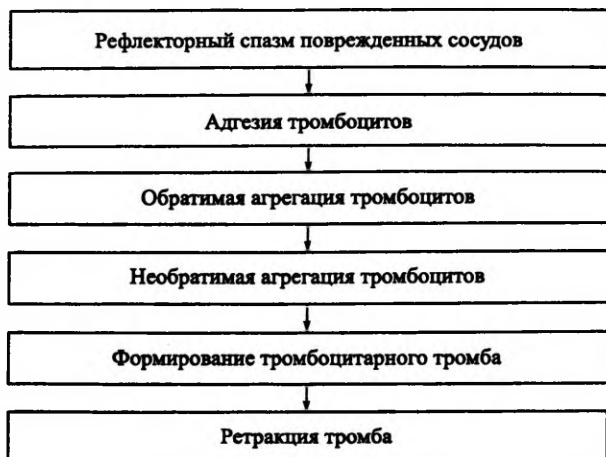 Рефлекторный спазм поврежденных сосудов
Адгезия тромбоцитов
Обратимая агрегация тромбоцитов
Необратимая агрегация тромбоцитов
Формирование тромбоцитарного тромба
Ретракция тромба